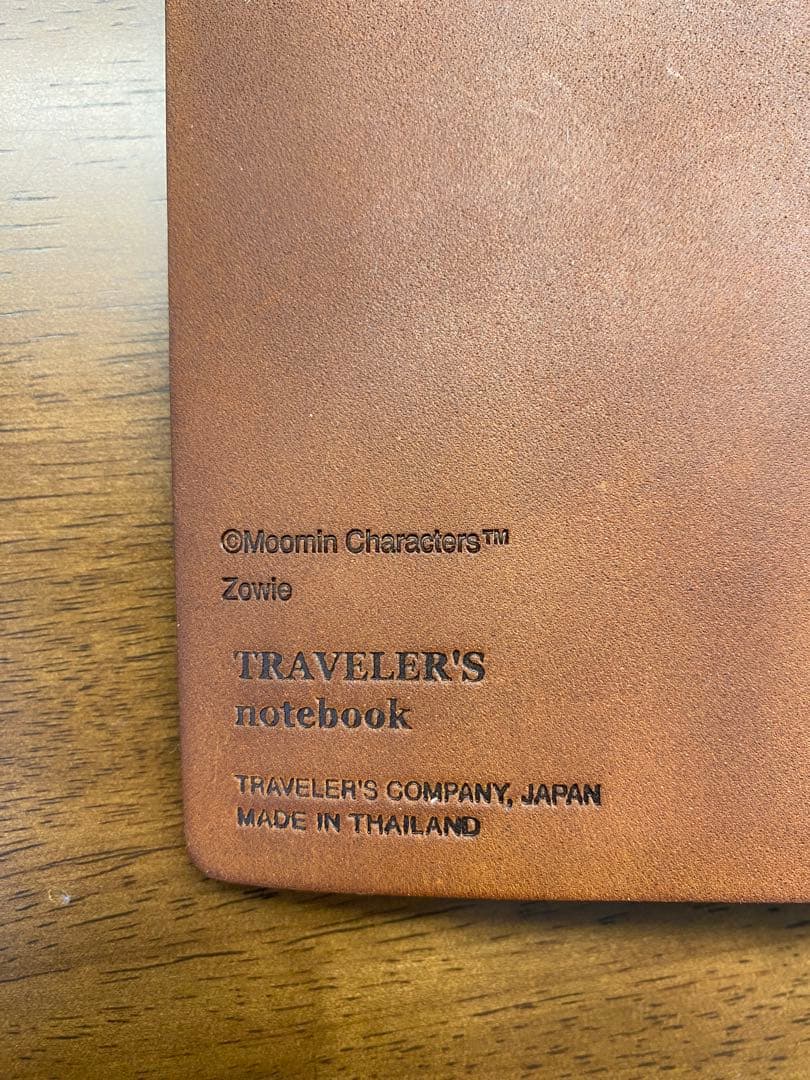 ©Moomin Characters™
Zowie
TRAVELER'S
notebook
TRAVELER'S COMPANY, JAPAN
MADE IN THAILAND